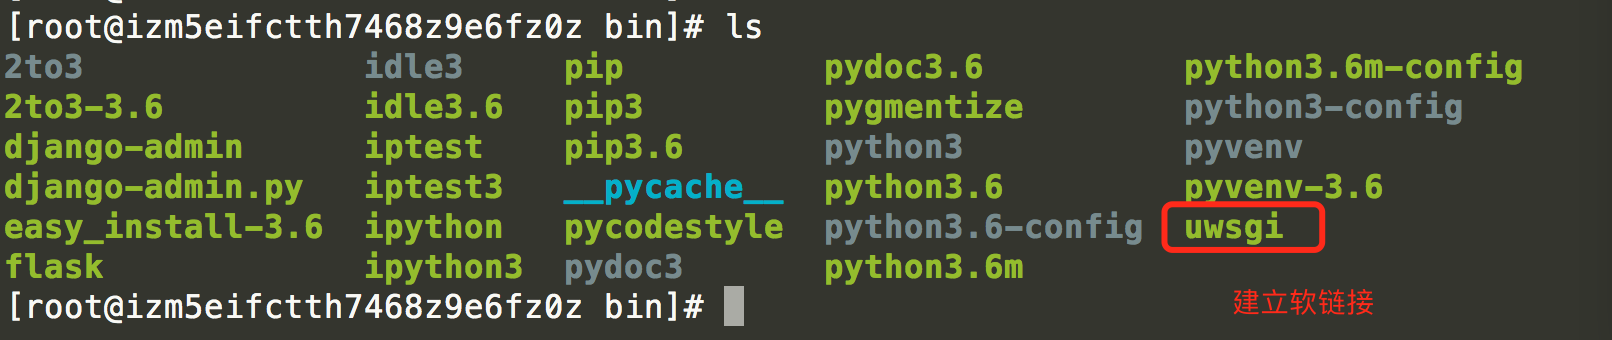 [root@izm5eifctth7468z9e6fz0z bin]# ls
2to3 idle3 pip pydoc3.6 python3.6m-config
2to3-3.6 idle3.6 pip3 pygmentize python3-config
django-admin iptest pip3.6 python3 pyvenv
django-admin.py iptest3 __pycache__ python3.6 pyvenv-3.6
easy_install-3.6 ipython pycodestyle python3.6-config uwsgi
flask ipython3 pydoc3 python3.6m
[root@izm5eifctth7468z9e6fz0z bin]#
建立软链接